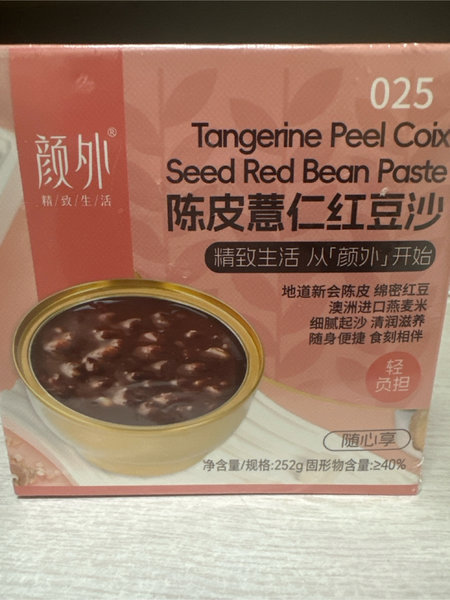 025
颜外®
精/致/生/活
Tangerine Peel Coix
Seed Red Bean Paste
陈皮薏仁红豆沙
精致生活 从「颜外」开始
地道新会陈皮 绵密红豆
澳洲进口燕麦米
细腻起沙 清润滋养
随身便捷 食刻相伴
轻
负担
随心享
净含量/规格:252g 固形物含量:≥40%